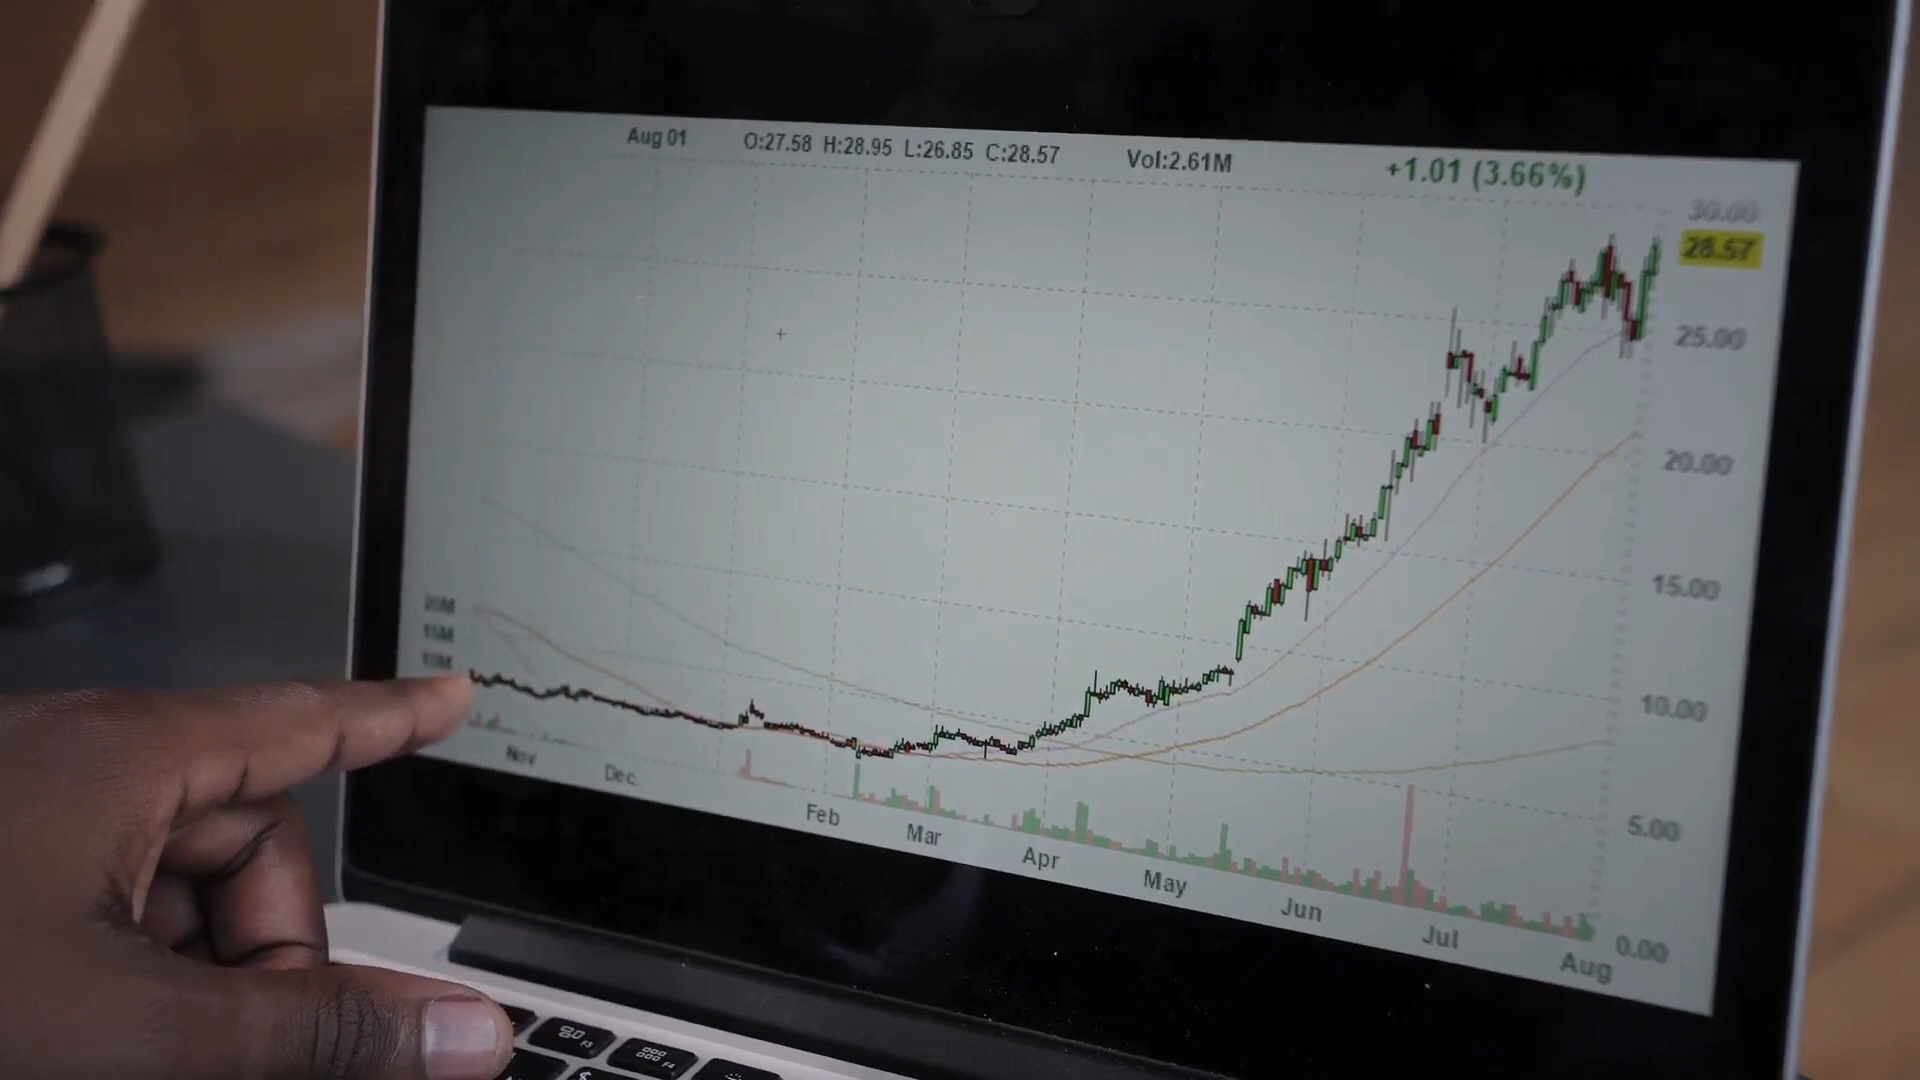 Aug 01 O:27.58 H:28.95 L:26.85 C:28.57 Vol:2.61M +1.01 (3.66%)
30.00
28.57
25.00
20.00
15.00
10.00
5.00
0.00
20M
15M
10M
Nov Dec Feb Mar Apr May Jun Jul Aug
F3 F4
$